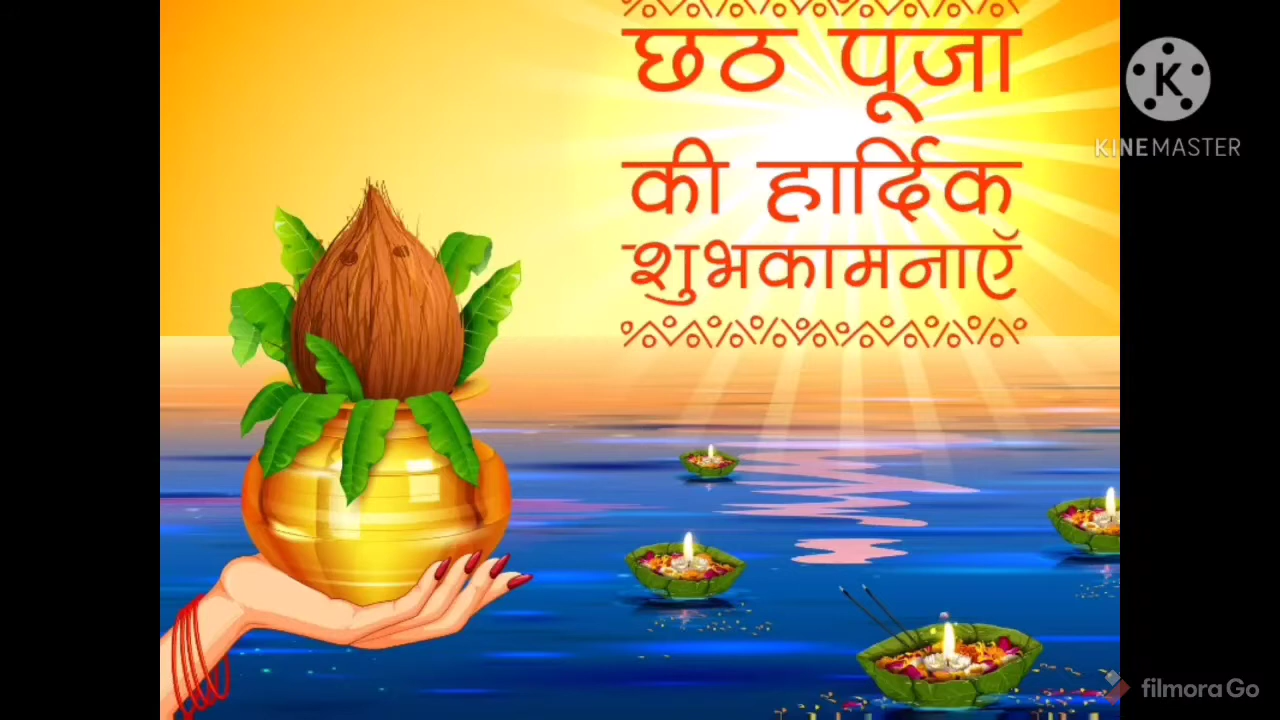 छठ पूजा
की हार्दिक
शुभकामनाएँ
K
KINEMASTER
filmoraGo